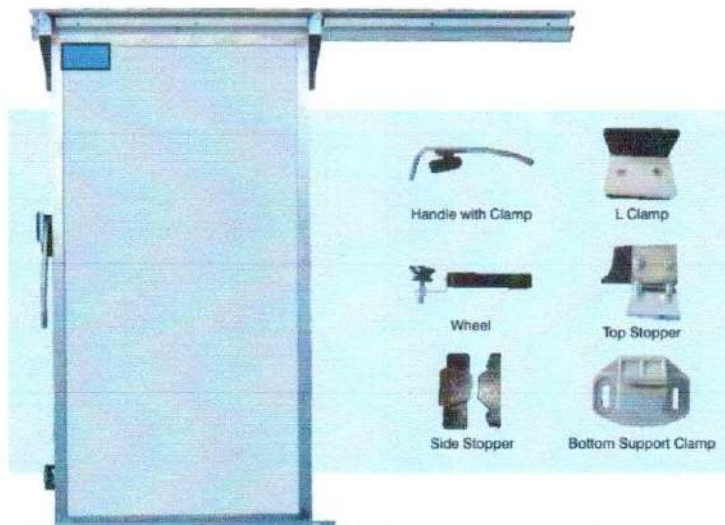 Handle with Clamp
L Clamp
Wheel
Top Stopper
Side Stopper
Bottom Support Clamp